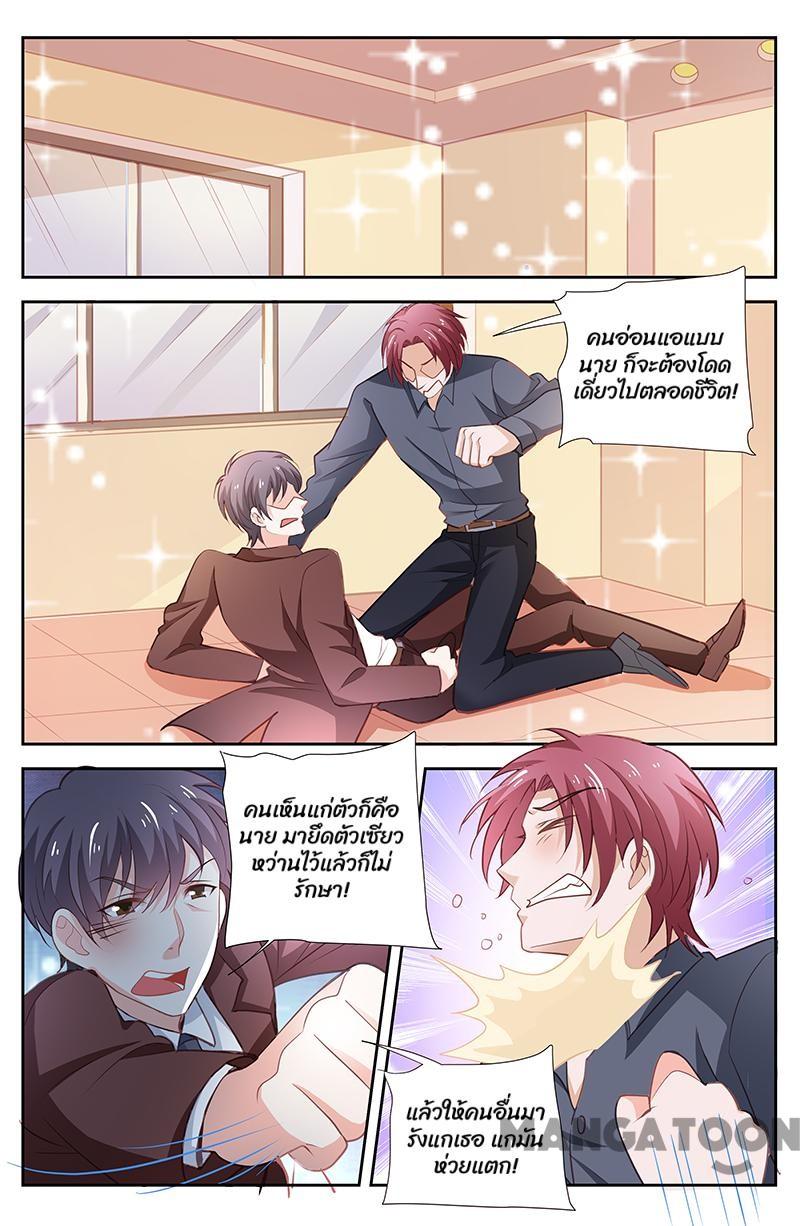 คนอ่อนแอแบบ
นาย ก็จะต้องโดด
เดี่ยวไปตลอดชีวิต!
คนเห็นแก่ตัวก็คือ
นาย มายึดตัวเซี่ยว
หว่านไว้แล้วก็ไม่
รักษา!
แล้วให้คนอื่นมา
รังแกเธอ แกมัน
ห่วยแตก!
MANGATOON